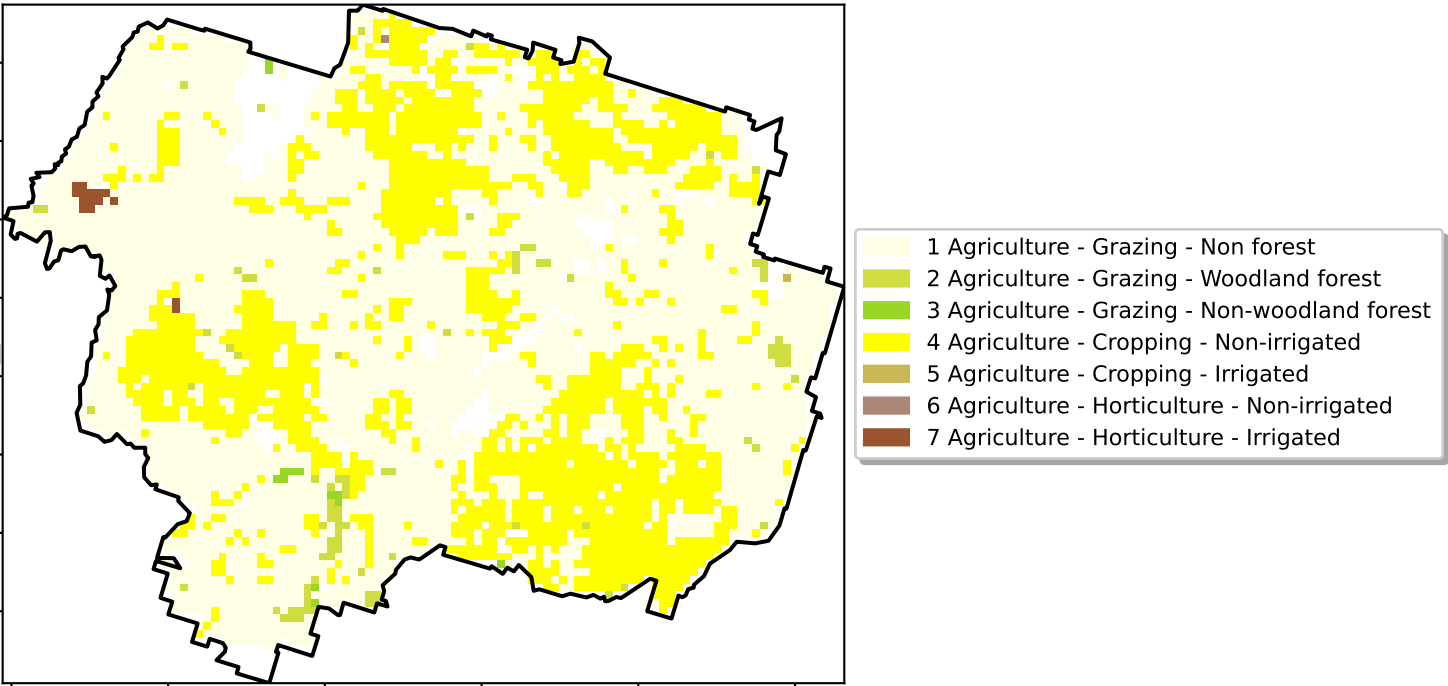 1 Agriculture - Grazing - Non forest
2 Agriculture - Grazing - Woodland forest
3 Agriculture - Grazing - Non-woodland forest
4 Agriculture - Cropping - Non-irrigated
5 Agriculture - Cropping - Irrigated
6 Agriculture - Horticulture - Non-irrigated
7 Agriculture - Horticulture - Irrigated